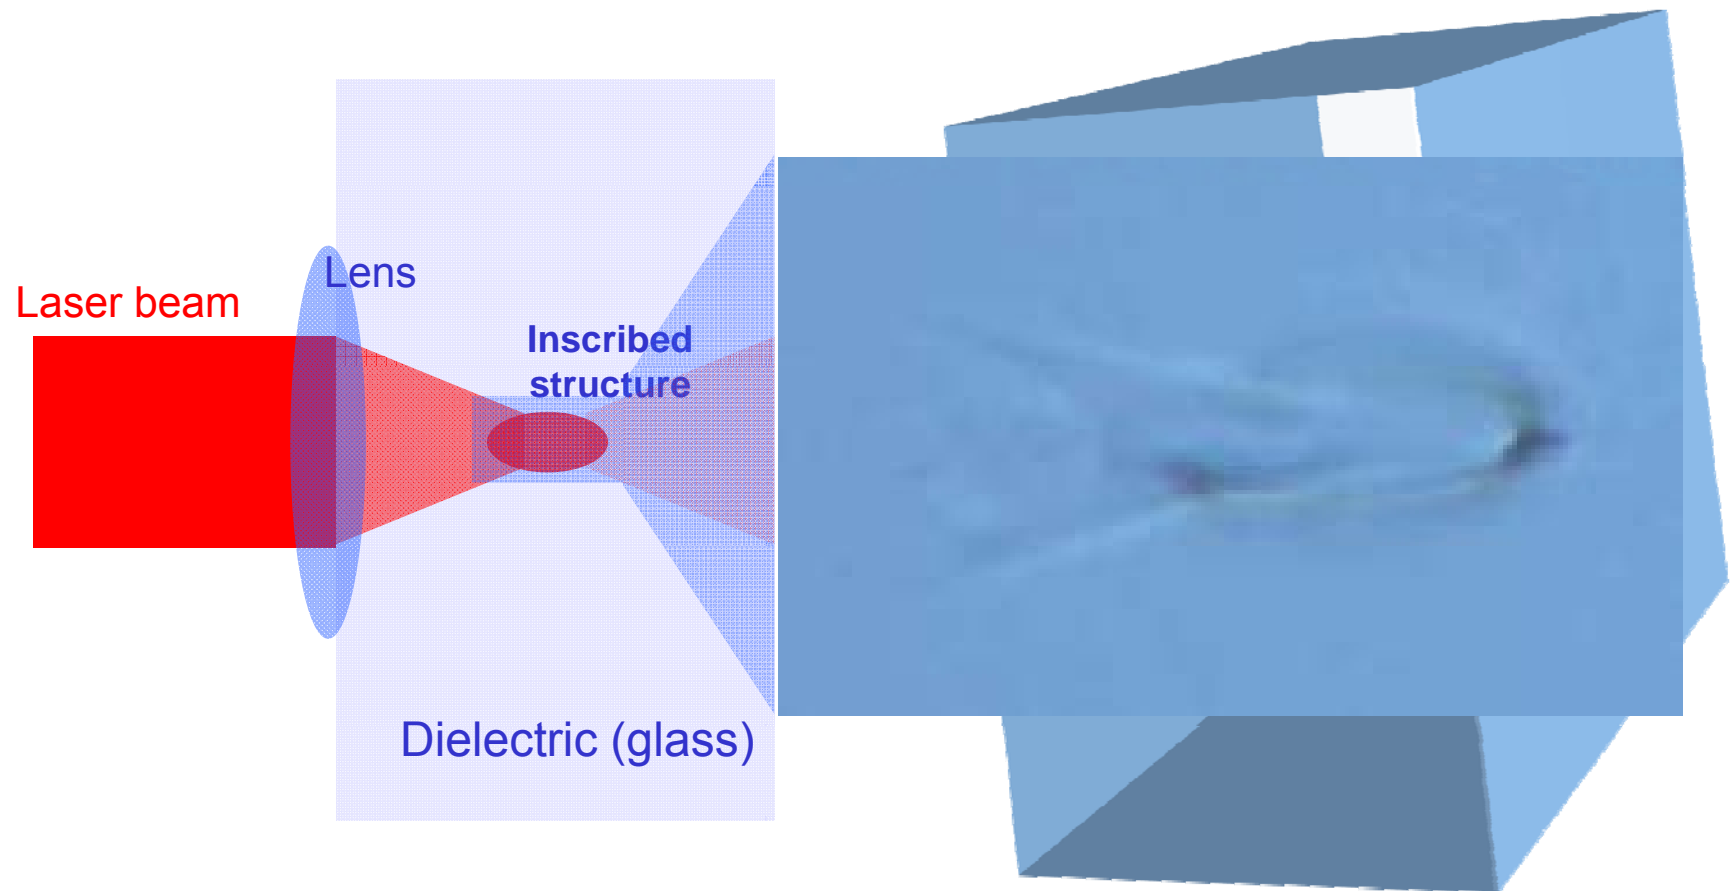 Laser beam
Lens
Inscribed
structure
Dielectric (glass)